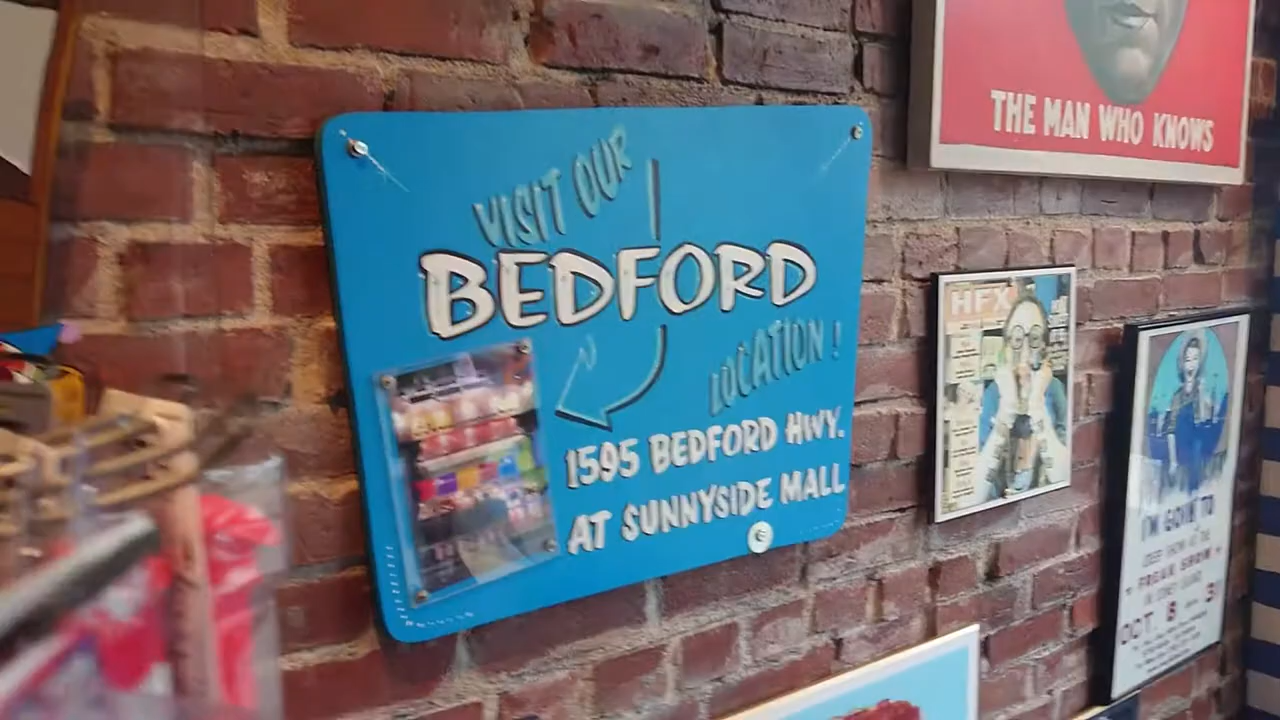 VISIT OUR
BEDFORD
LOCATION!
1595 BEDFORD HWY.
AT SUNNYSIDE MALL
THE MAN WHO KNOWS
HFX
I'M GOIN' TO
FREAK SHOW
OCT. 8